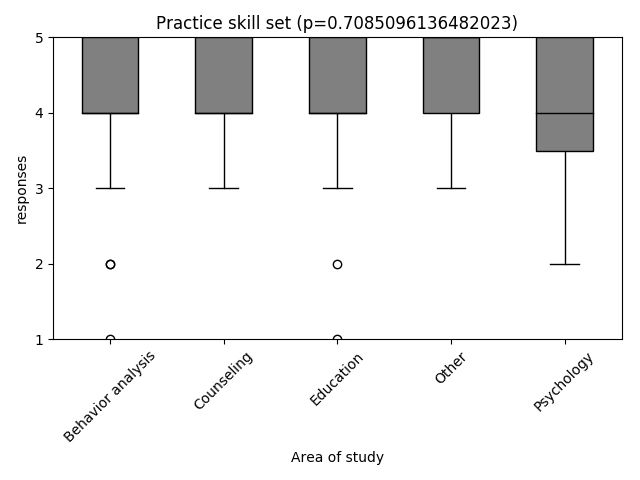 Practice skill set (p=0.7085096136482023)
5
4
3
2
1
responses
Behavior analysis
Counseling
Education
Other
Psychology
Area of study